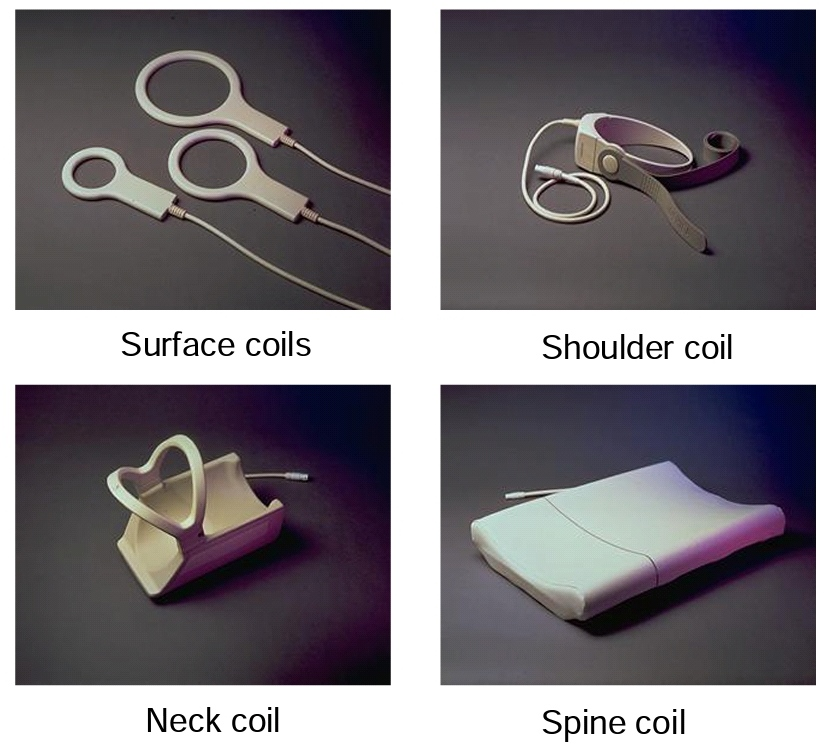 Surface coils
Shoulder coil
Neck coil
Spine coil